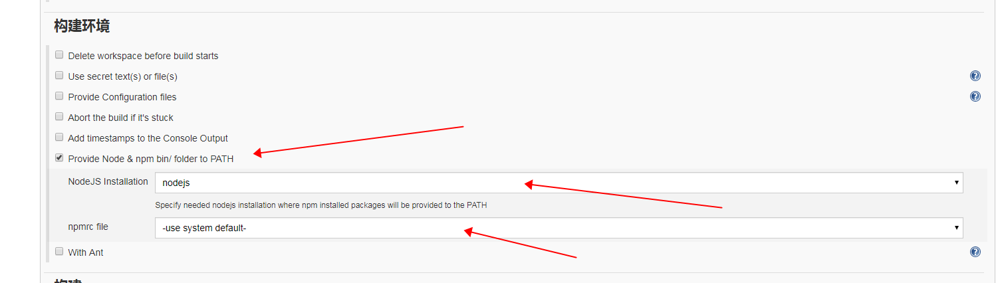 构建环境
Delete workspace before build starts
Use secret text(s) or file(s)
Provide Configuration files
Abort the build if it's stuck
Add timestamps to the Console Output
Provide Node & npm bin/ folder to PATH
NodeJS Installation
nodejs
Specify needed nodejs installation where npm installed packages will be provided to the PATH
npmrc file
-use system default-
With Ant
构建